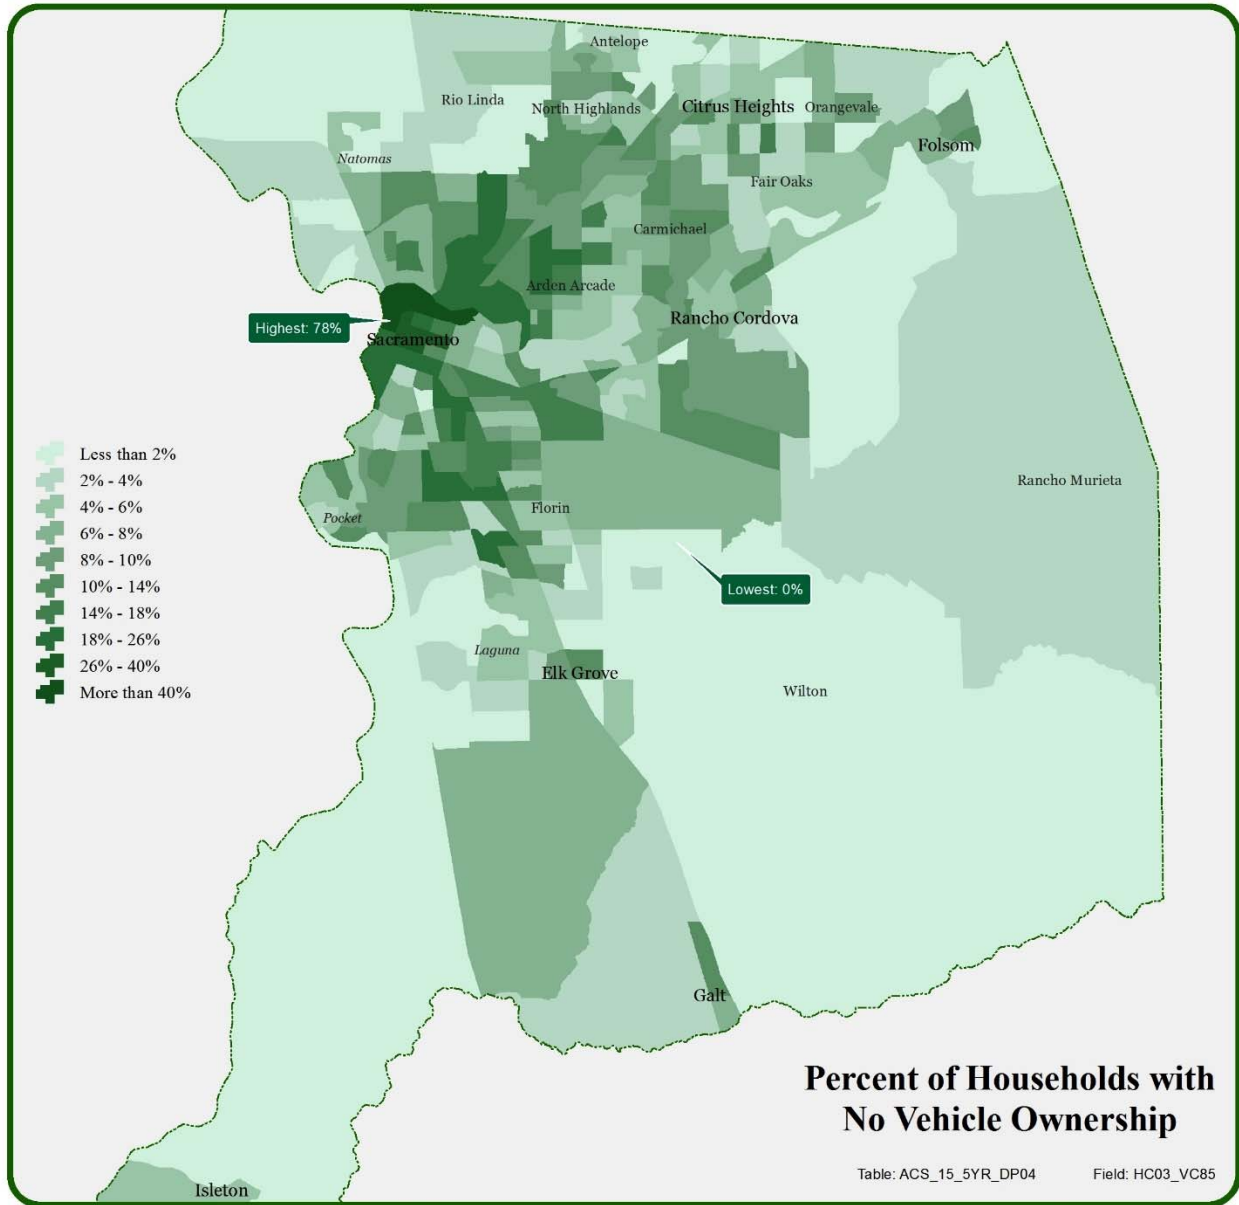 Antelope
Rio Linda
North Highlands
Citrus Heights
Orangevale
Folsom
Natomas
Fair Oaks
Carmichael
Arden Arcade
Rancho Cordova
Highest: 78%
Sacramento
Less than 2%
2% - 4%
4% - 6%
6% - 8%
8% - 10%
10% - 14%
14% - 18%
18% - 26%
26% - 40%
More than 40%
Rancho Murieta
Pocket
Florin
Lowest: 0%
Laguna
Elk Grove
Wilton
Galt
Percent of Households with
No Vehicle Ownership
Table: ACS_15_5YR_DP04 Field: HC03_VC85
Isleton